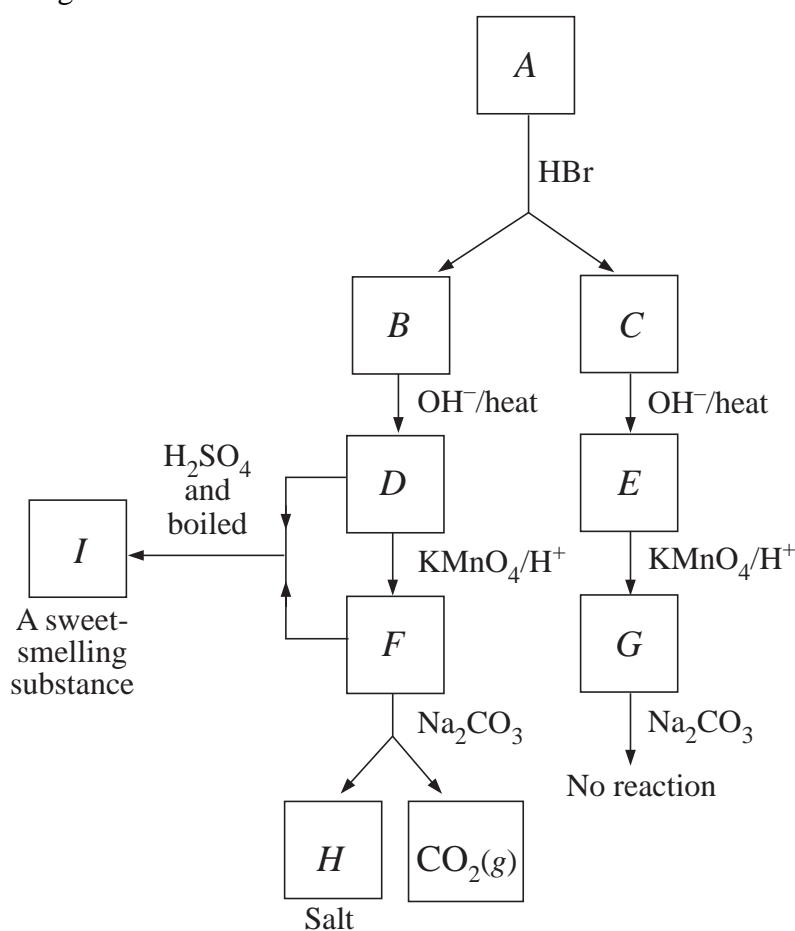 A
HBr
B
C
OH⁻/heat
OH⁻/heat
H₂SO₄
and
boiled
D
E
I
KMnO₄/H⁺
KMnO₄/H⁺
A sweet-
smelling
substance
F
G
Na₂CO₃
Na₂CO₃
No reaction
H
CO₂(g)
Salt